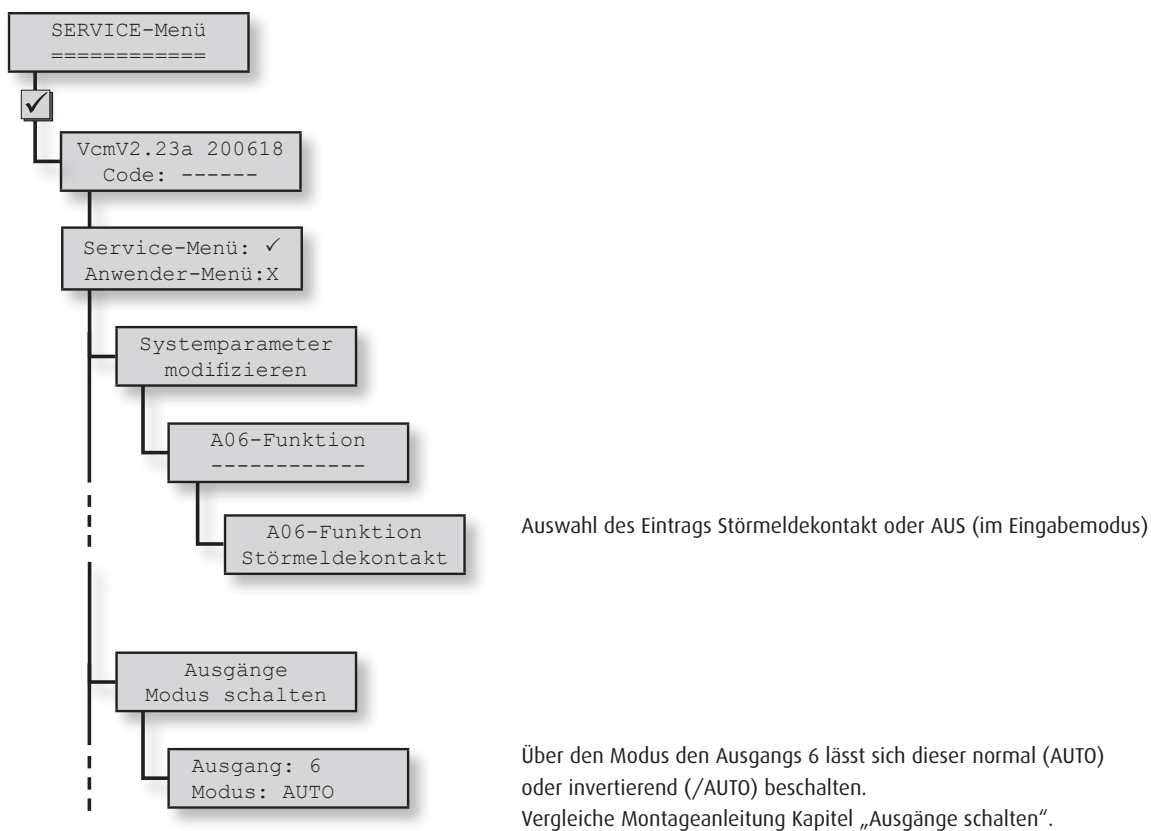 SERVICE-Menü
============
✓
VcmV2.23a 200618
Code: ------
Service-Menü: ✓
Anwender-Menü:X
Systemparameter
modifizieren
A06-Funktion
------------
A06-Funktion
Störmeldekontakt
Auswahl des Eintrags Störmeldekontakt oder AUS (im Eingabemodus)
Ausgänge
Modus schalten
Ausgang: 6
Modus: AUTO
Über den Modus den Ausgangs 6 lässt sich dieser normal (AUTO)
oder invertierend (/AUTO) beschalten.
Vergleiche Montageanleitung Kapitel „Ausgänge schalten“.